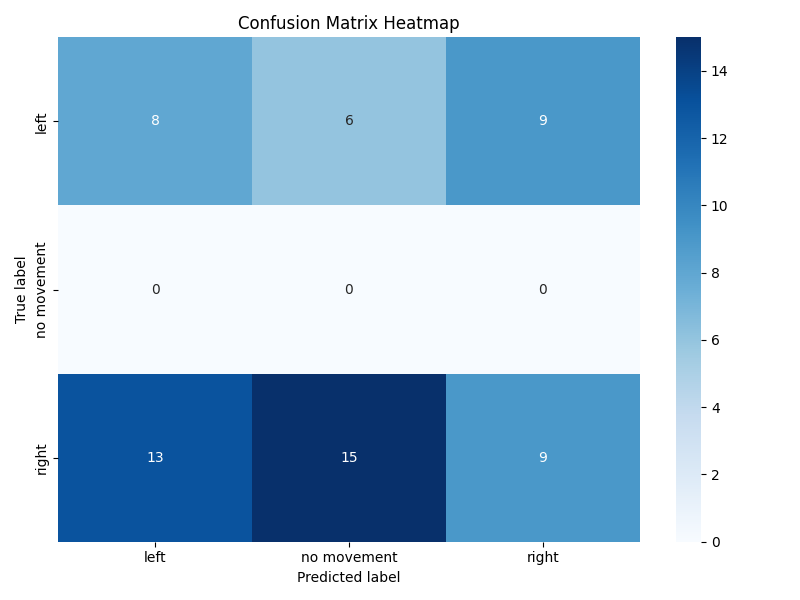 Confusion Matrix Heatmap
True label
left
8 6 9
no movement
0 0 0
right
13 15 9
left no movement right
Predicted label
14
12
10
8
6
4
2
0